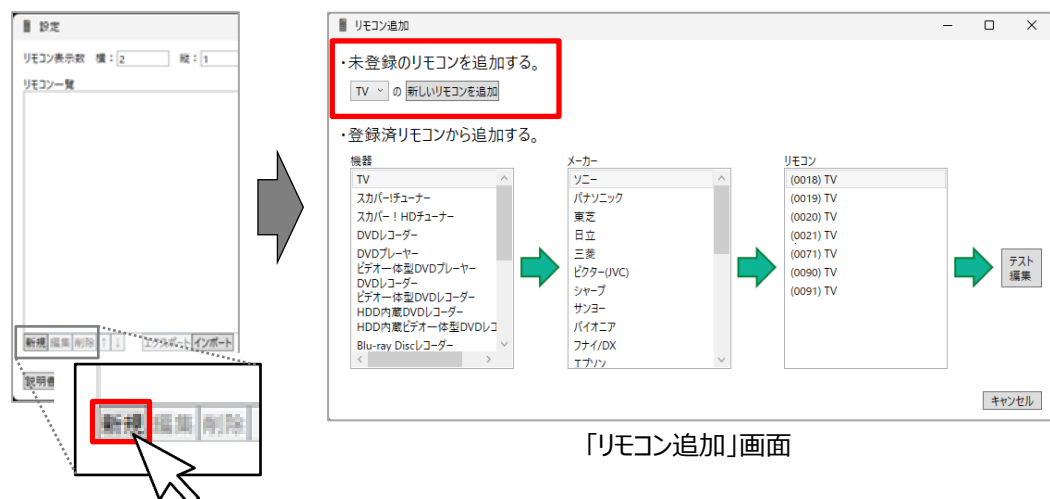 設定
リモコン表示数 横： 2 縦： 1
リモコン一覧
新規 編集 削除 ↑ ↓ エクスポート インポート
説明書
新規 編集 削除
リモコン追加
・未登録のリモコンを追加する。
TV の 新しいリモコンを追加
・登録済リモコンから追加する。
機器
TV
スカパー!チューナー
スカパー！HDチューナー
DVDレコーダー
DVDプレーヤー
ビデオ一体型DVDプレーヤー
DVDレコーダー
ビデオ一体型DVDレコーダー
HDD内蔵DVDレコーダー
HDD内蔵ビデオ一体型DVDレコ
Blu-ray Discレコーダー
メーカー
ソニー
パナソニック
東芝
日立
三菱
ビクター(JVC)
シャープ
サンヨー
パイオニア
フナイ/DX
エプソン
リモコン
(0018) TV
(0019) TV
(0020) TV
(0021) TV
(0071) TV
(0090) TV
(0091) TV
テスト
編集
キャンセル
「リモコン追加」画面